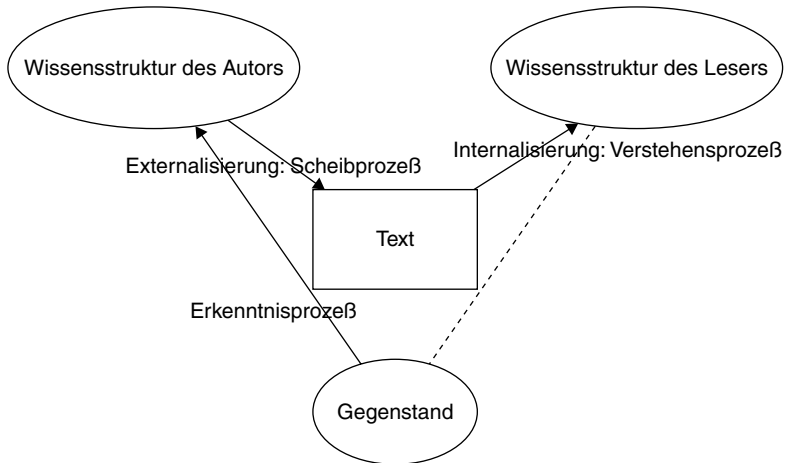 Wissensstruktur des Autors
Wissensstruktur des Lesers
Internalisierung: Verstehensprozeß
Externalisierung: Scheibprozeß
Text
Erkenntnisprozeß
Gegenstand